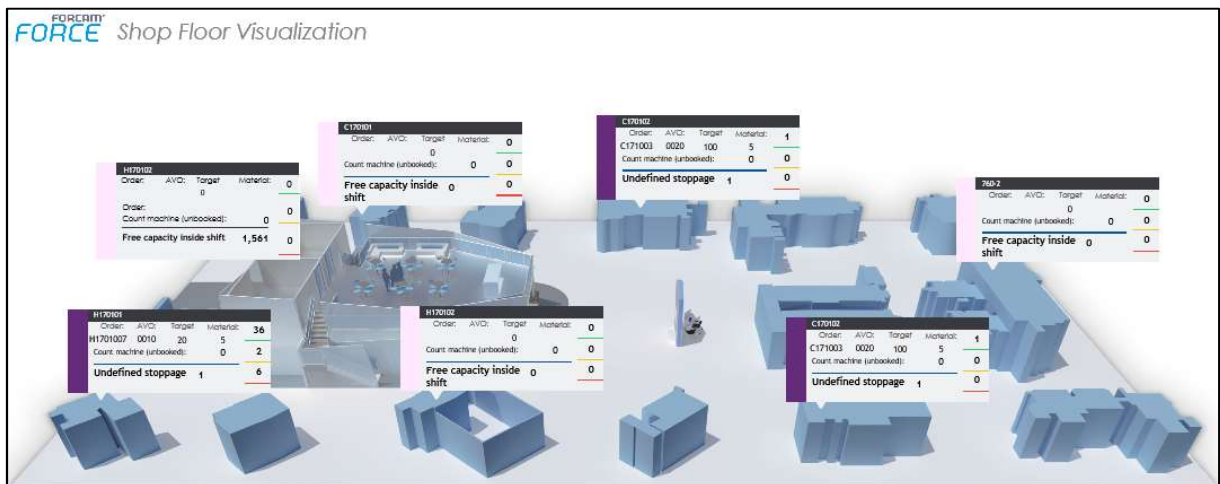 FORCAM®
FORCE Shop Floor Visualization
C170101
Order: AVO: Target Material: 0
0
Count machine (unbooked): 0 0
Free capacity inside shift 0 0
C170102
Order: AVO: Target Material: 1
C171003 0020 100 5
Count machine (unbooked): 0 0
Undefined stoppage 1 0
H170102
Order: AVO: Target Material: 0
0
Order: 0
Count machine (unbooked): 0
Free capacity inside shift 1,561 0
760-2
Order: AVO: Target Material: 0
0
Count machine (unbooked): 0 0
Free capacity inside shift 0 0
H170101
Order: AVO: Target Material: 36
H1701007 0010 20 5
Count machine (unbooked): 0 2
Undefined stoppage 1 6
H170102
Order: AVO: Target Material: 0
0
Count machine (unbooked): 0 0
Free capacity inside shift 0 0
C170102
Order: AVO: Target Material: 1
C171003 0020 100 5
Count machine (unbooked): 0 0
Undefined stoppage 1 0